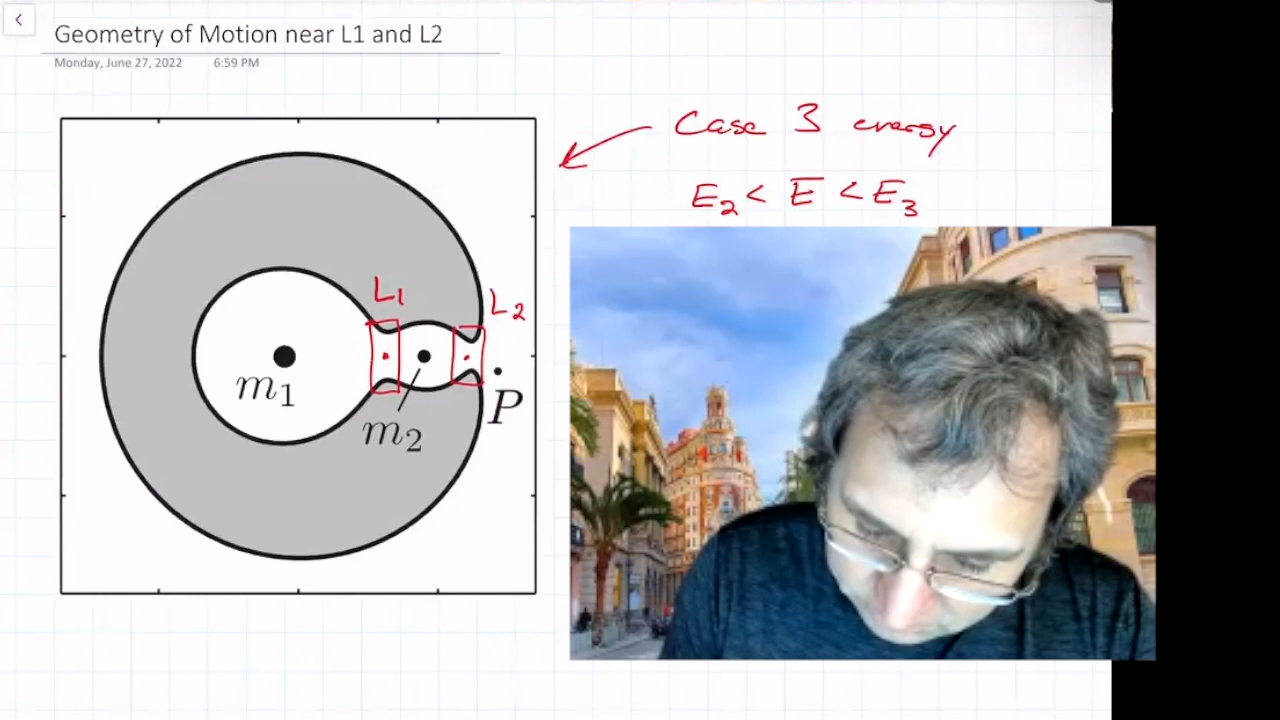 Geometry of Motion near L1 and L2
Monday, June 27, 2022 6:59 PM
Case 3 energy
E₂ < E < E₃
L₁
L₂
m₁
m₂
P